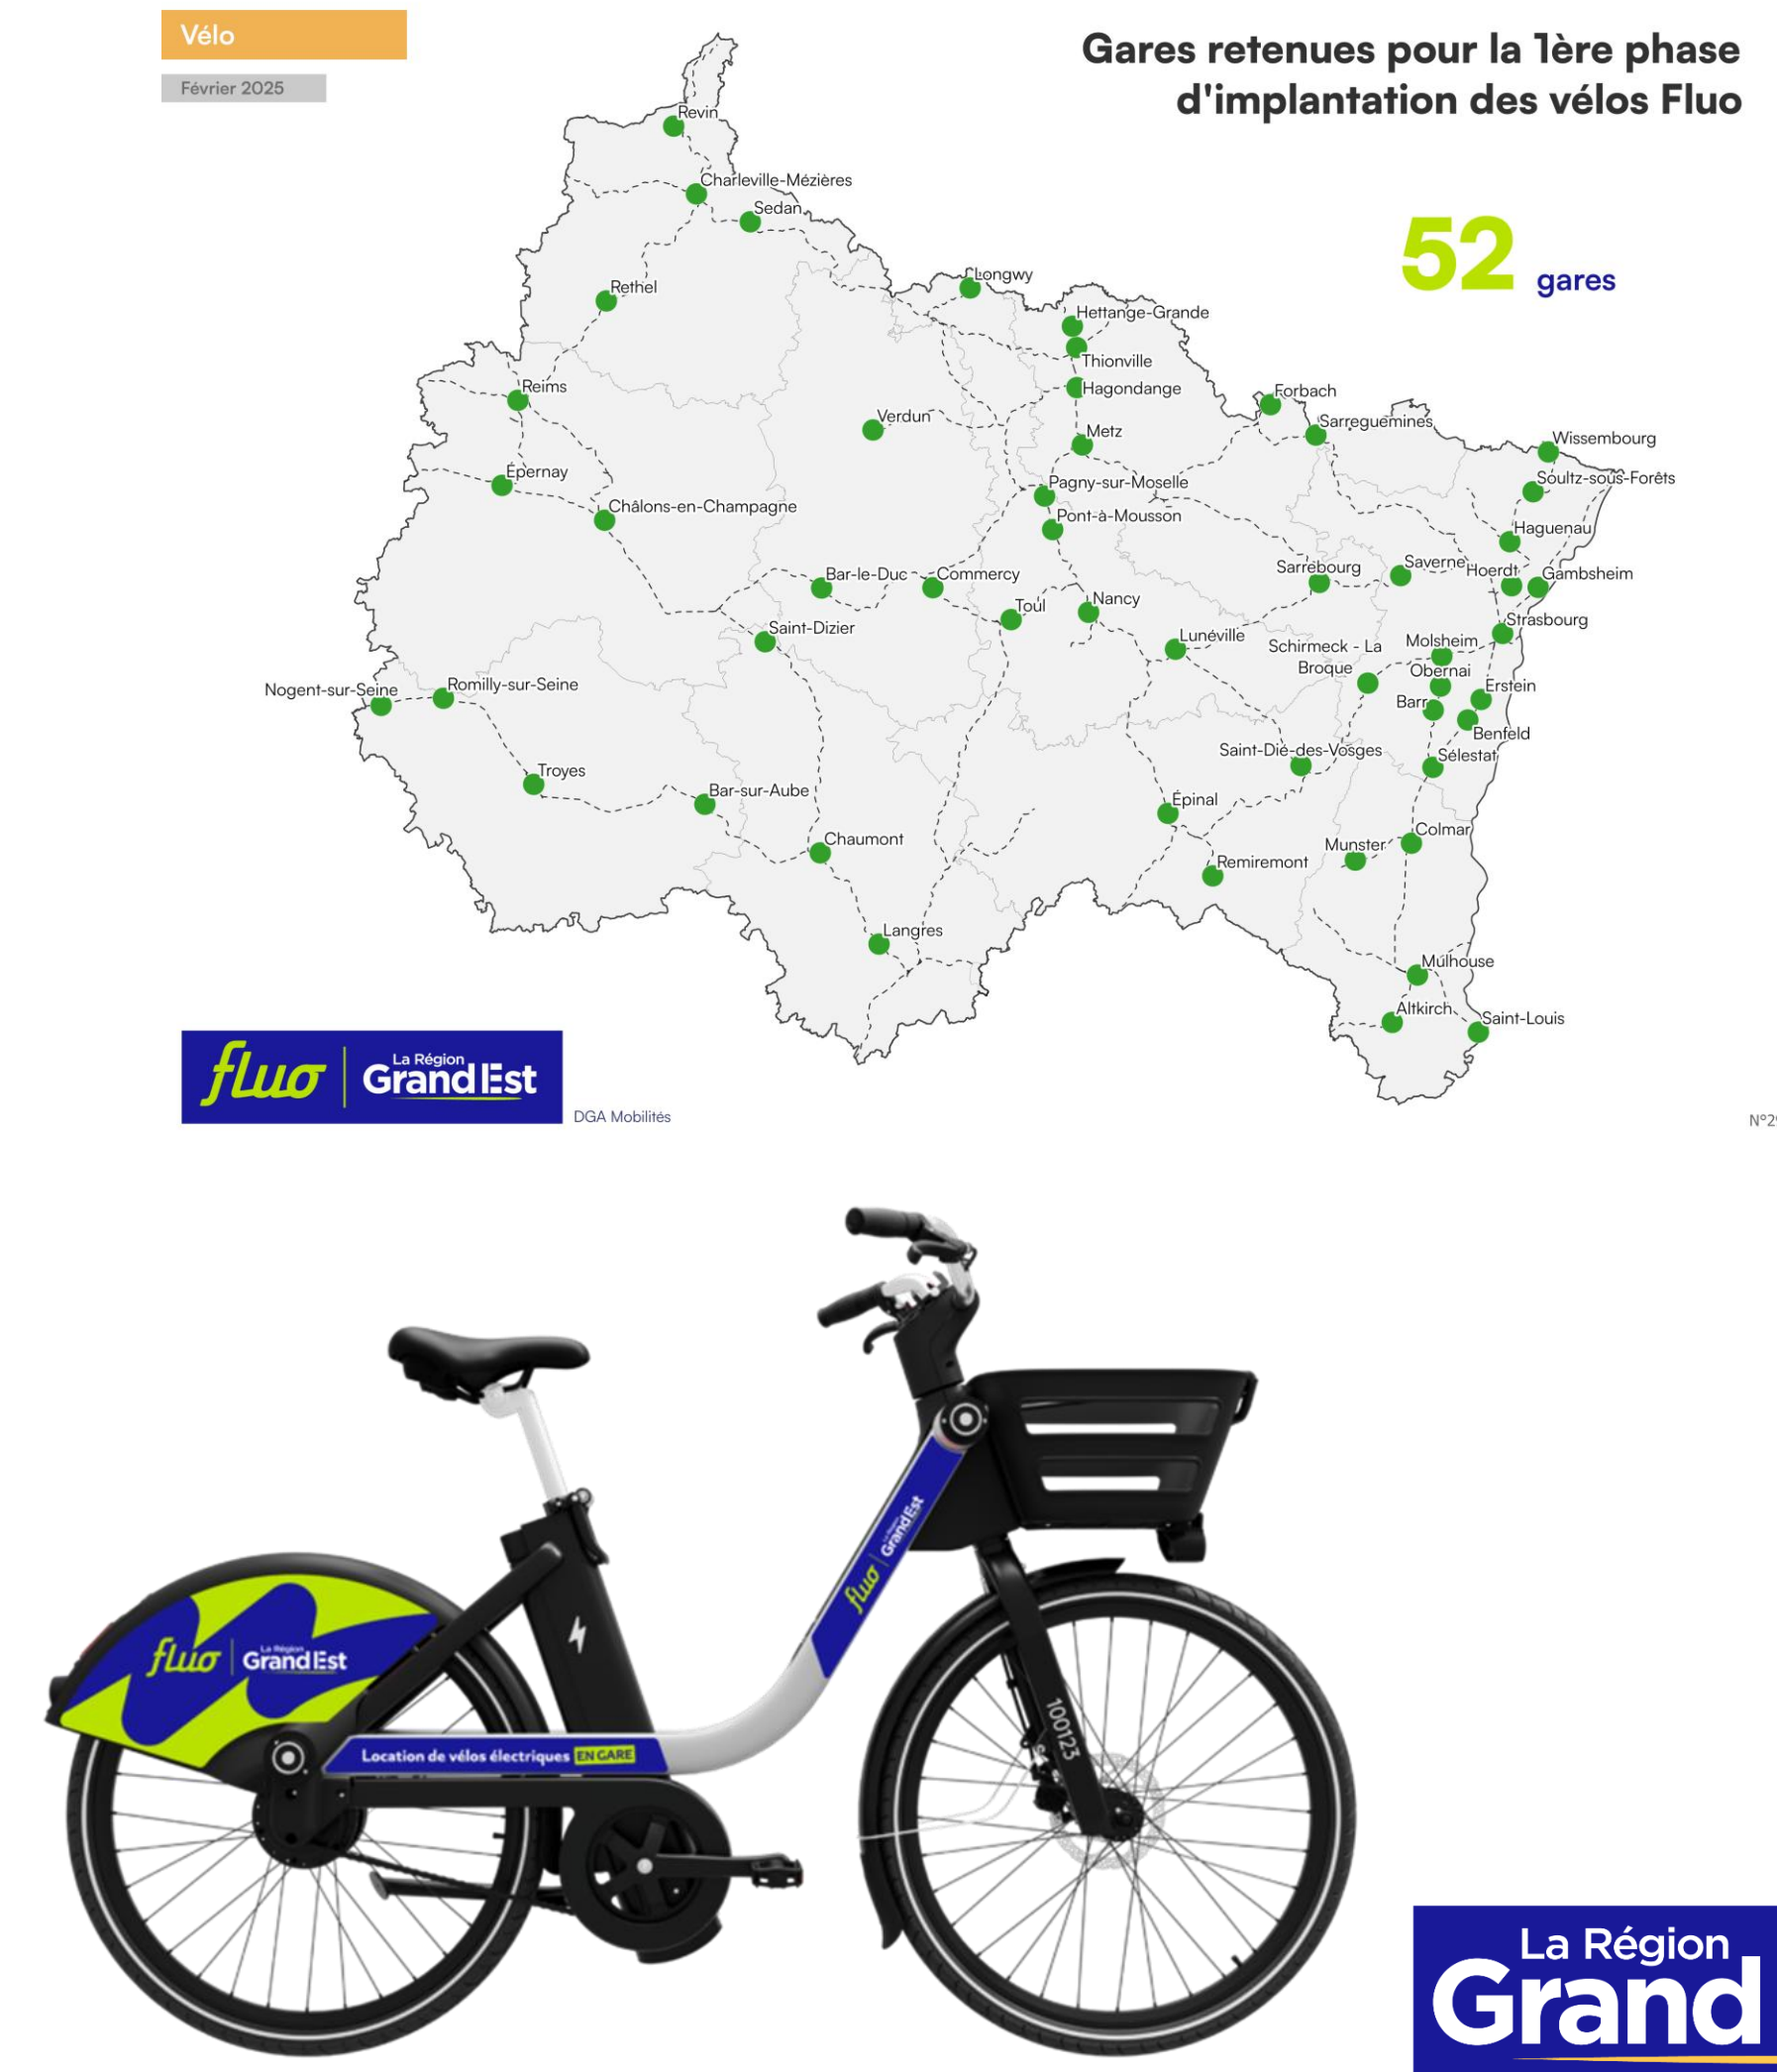 Vélo
Février 2025
Gares retenues pour la 1ère phase
d'implantation des vélos Fluo
52 gares
Revin
Charleville-Mézières
Sedan
Rethel
Longwy
Hettange-Grande
Thionville
Hagondange
Reims
Forbach
Verdun
Sarreguemines
Metz
Wissembourg
Épernay
Soultz-sous-Forêts
Pagny-sur-Moselle
Châlons-en-Champagne
Pont-à-Mousson
Haguenau
Sarrebourg
Saverne
Hoerdt
Gambsheim
Bar-le-Duc
Commercy
Toul
Nancy
Strasbourg
Saint-Dizier
Lunéville
Molsheim
Schirmeck - La
Broque
Obernai
Nogent-sur-Seine
Romilly-sur-Seine
Erstein
Barr
Benfeld
Saint-Dié-des-Vosges
Sélestat
Troyes
Bar-sur-Aube
Épinal
Chaumont
Colmar
Munster
Remiremont
Langres
Mulhouse
Altkirch
Saint-Louis
fluo
La Région
Grand Est
DGA Mobilités
fluo
La Région
Grand Est
fluo
La Région
Grand Est
100123
Location de vélos électriques EN GARE
La Région
Grand